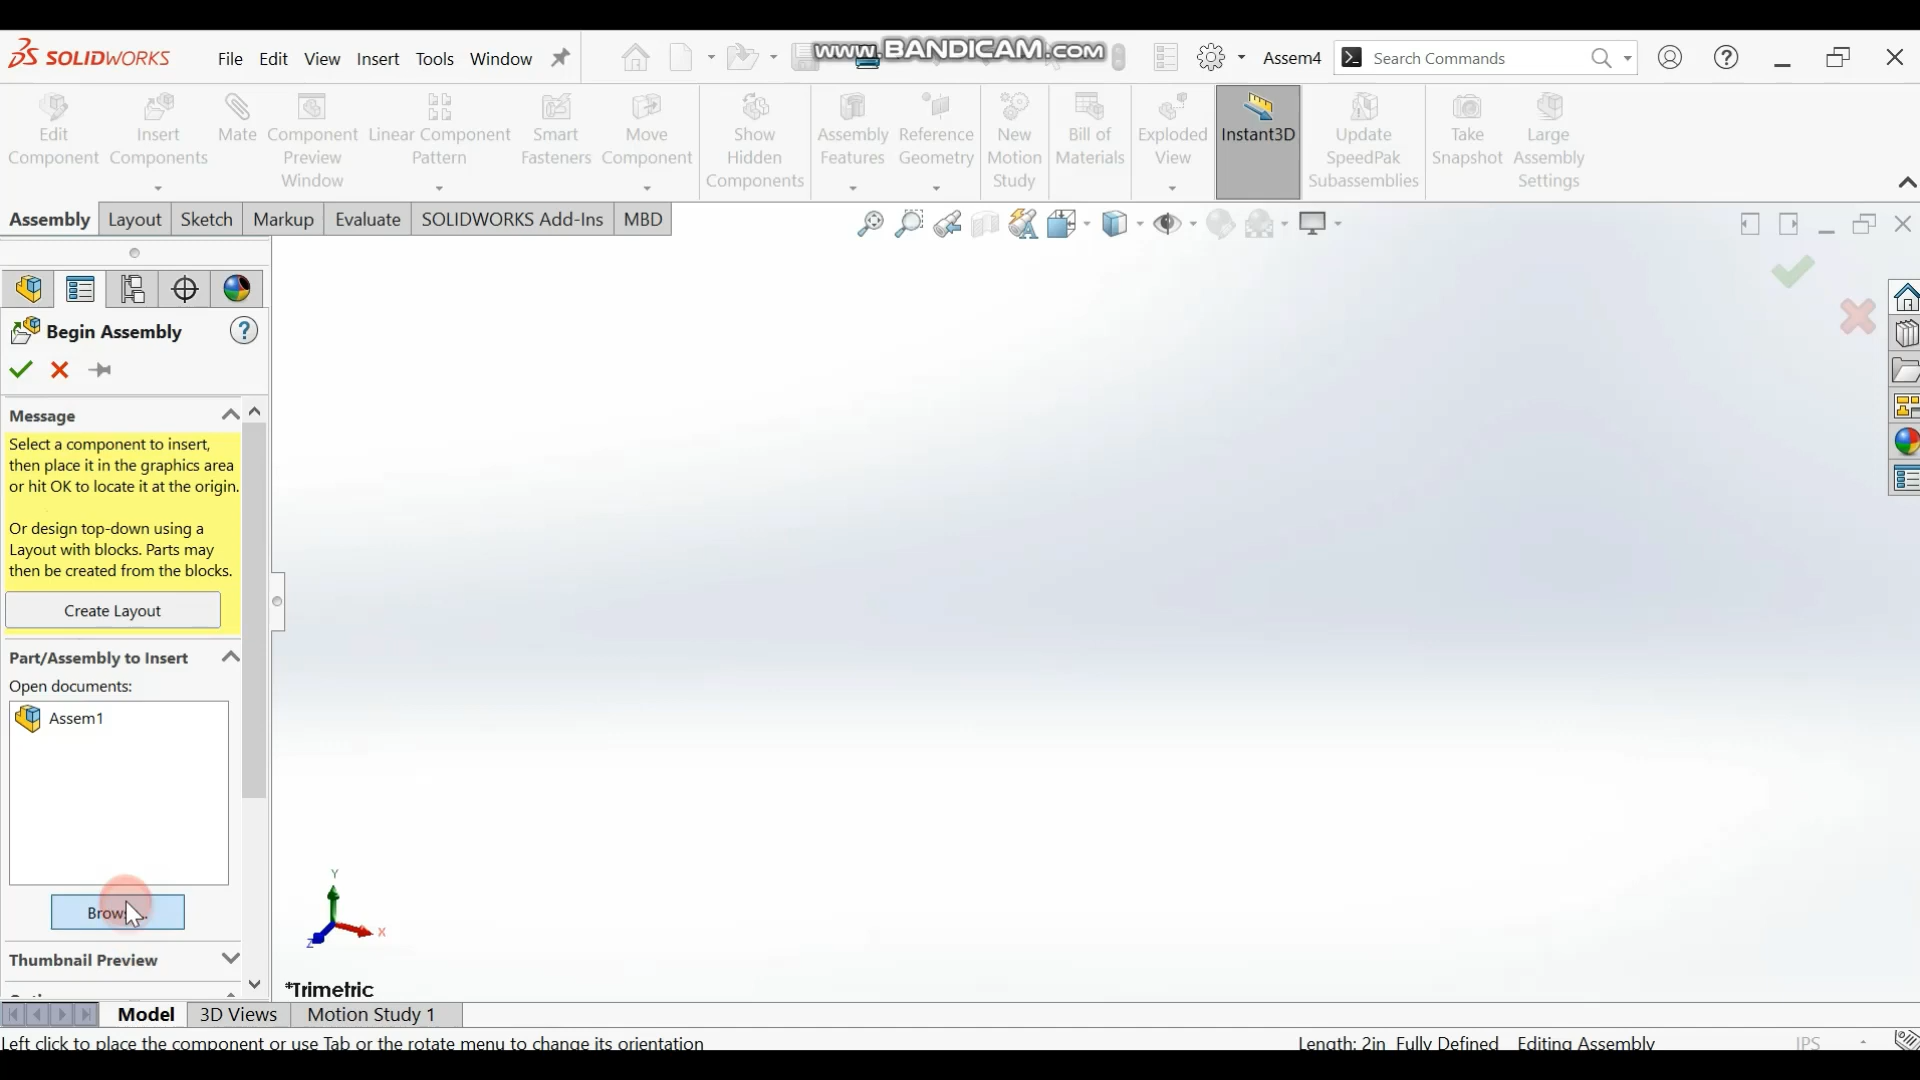 www.BANDICAM.com
SOLIDWORKS File Edit View Insert Tools Window Assem4 Search Commands
Edit Component
Insert Components
Mate
Component Preview Window
Linear Component Pattern
Smart Fasteners
Move Component
Show Hidden Components
Assembly Features
Reference Geometry
New Motion Study
Bill of Materials
Exploded View
Instant3D
Update SpeedPak Subassemblies
Take Snapshot
Large Assembly Settings
Assembly Layout Sketch Markup Evaluate SOLIDWORKS Add-Ins MBD
Begin Assembly
Message
Select a component to insert,
then place it in the graphics area
or hit OK to locate it at the origin.
Or design top-down using a
Layout with blocks. Parts may
then be created from the blocks.
Create Layout
Part/Assembly to Insert
Open documents:
Assem1
Thumbnail Preview
Y
X
Z
*Trimetric
Model 3D Views Motion Study 1
Left click to place the component or use Tab or the rotate menu to change its orientation
Length: 2in Fully Defined Editing Assembly IPS